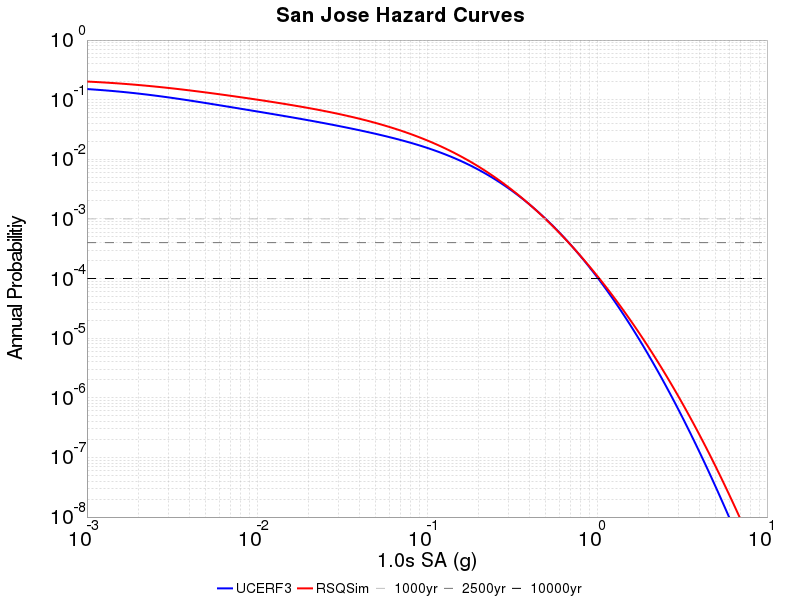 San Jose Hazard Curves
10^0
10^-1
10^-2
10^-3
10^-4
10^-5
10^-6
10^-7
10^-8
Annual Probabilitiy
10^-3 10^-2 10^-1 10^0 10^1
1.0s SA (g)
UCERF3 RSQSim 1000yr 2500yr 10000yr